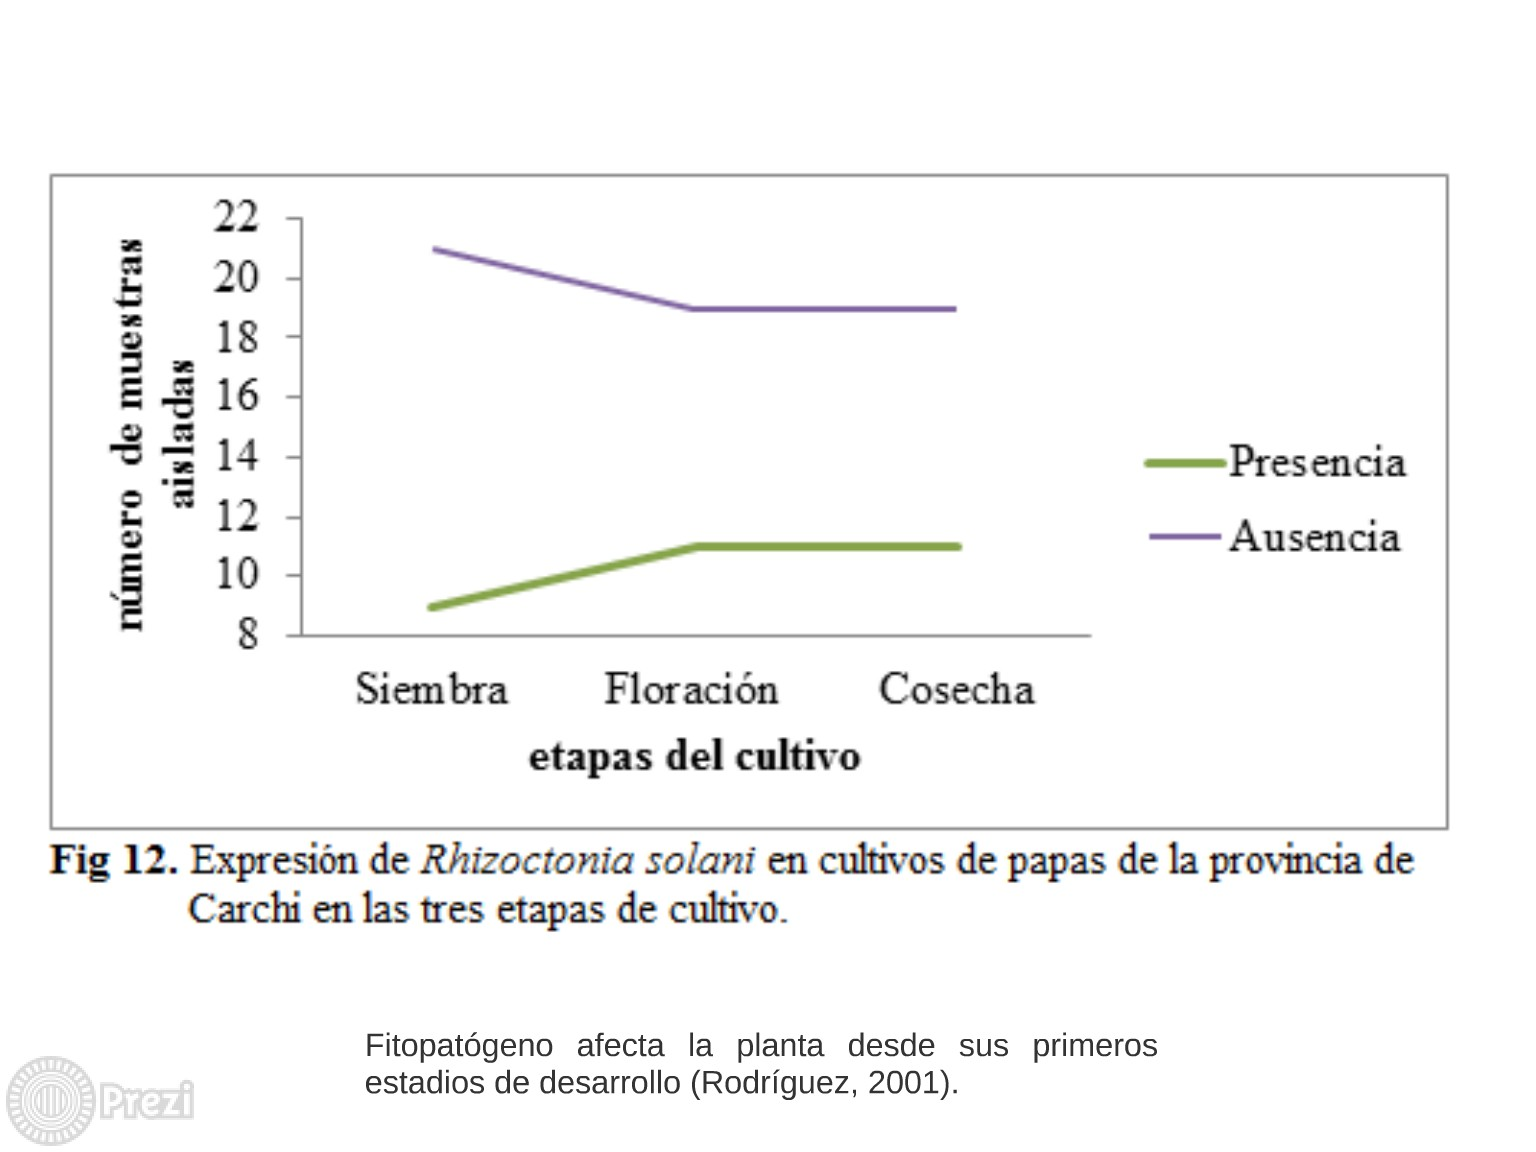 22
20
18
16
14
12
10
8
número de muestras
aisladas
Siembra Floración Cosecha
etapas del cultivo
Presencia
Ausencia
Fig 12. Expresión de Rhizoctonia solani en cultivos de papas de la provincia de
Carchi en las tres etapas de cultivo.
Fitopatógeno afecta la planta desde sus primeros
estadios de desarrollo (Rodríguez, 2001).
Prezi